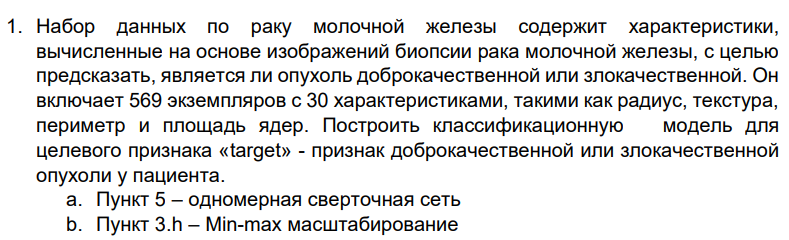 1. Набор данных по раку молочной железы содержит характеристики,
вычисленные на основе изображений биопсии рака молочной железы, с целью
предсказать, является ли опухоль доброкачественной или злокачественной. Он
включает 569 экземпляров с 30 характеристиками, такими как радиус, текстура,
периметр и площадь ядер. Построить классификационную модель для
целевого признака «target» - признак доброкачественной или злокачественной
опухоли у пациента.
a. Пункт 5 – одномерная сверточная сеть
b. Пункт 3.h – Min-max масштабирование